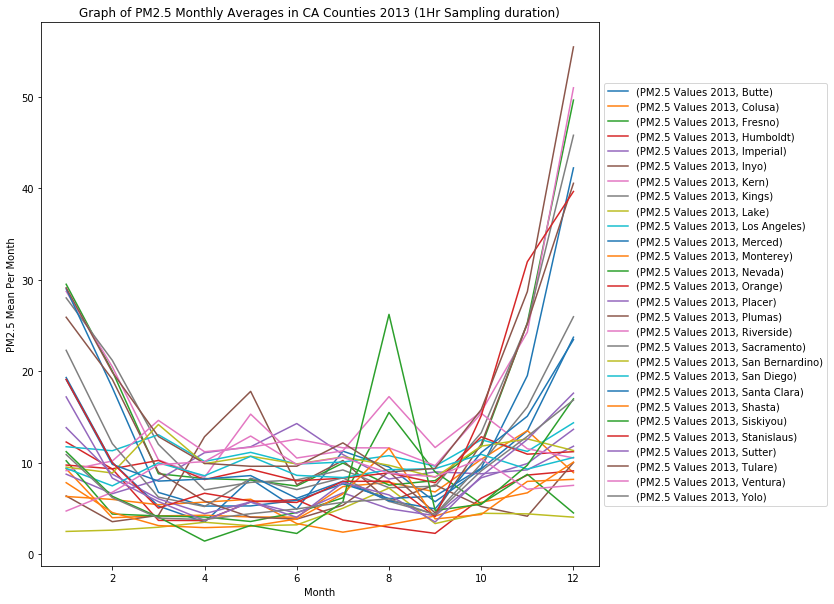 Graph of PM2.5 Monthly Averages in CA Counties 2013 (1Hr Sampling duration)
PM2.5 Mean Per Month
50
40
30
20
10
0
2
4
6
8
10
12
Month
(PM2.5 Values 2013, Butte)
(PM2.5 Values 2013, Colusa)
(PM2.5 Values 2013, Fresno)
(PM2.5 Values 2013, Humboldt)
(PM2.5 Values 2013, Imperial)
(PM2.5 Values 2013, Inyo)
(PM2.5 Values 2013, Kern)
(PM2.5 Values 2013, Kings)
(PM2.5 Values 2013, Lake)
(PM2.5 Values 2013, Los Angeles)
(PM2.5 Values 2013, Merced)
(PM2.5 Values 2013, Monterey)
(PM2.5 Values 2013, Nevada)
(PM2.5 Values 2013, Orange)
(PM2.5 Values 2013, Placer)
(PM2.5 Values 2013, Plumas)
(PM2.5 Values 2013, Riverside)
(PM2.5 Values 2013, Sacramento)
(PM2.5 Values 2013, San Bernardino)
(PM2.5 Values 2013, San Diego)
(PM2.5 Values 2013, Santa Clara)
(PM2.5 Values 2013, Shasta)
(PM2.5 Values 2013, Siskiyou)
(PM2.5 Values 2013, Stanislaus)
(PM2.5 Values 2013, Sutter)
(PM2.5 Values 2013, Tulare)
(PM2.5 Values 2013, Ventura)
(PM2.5 Values 2013, Yolo)